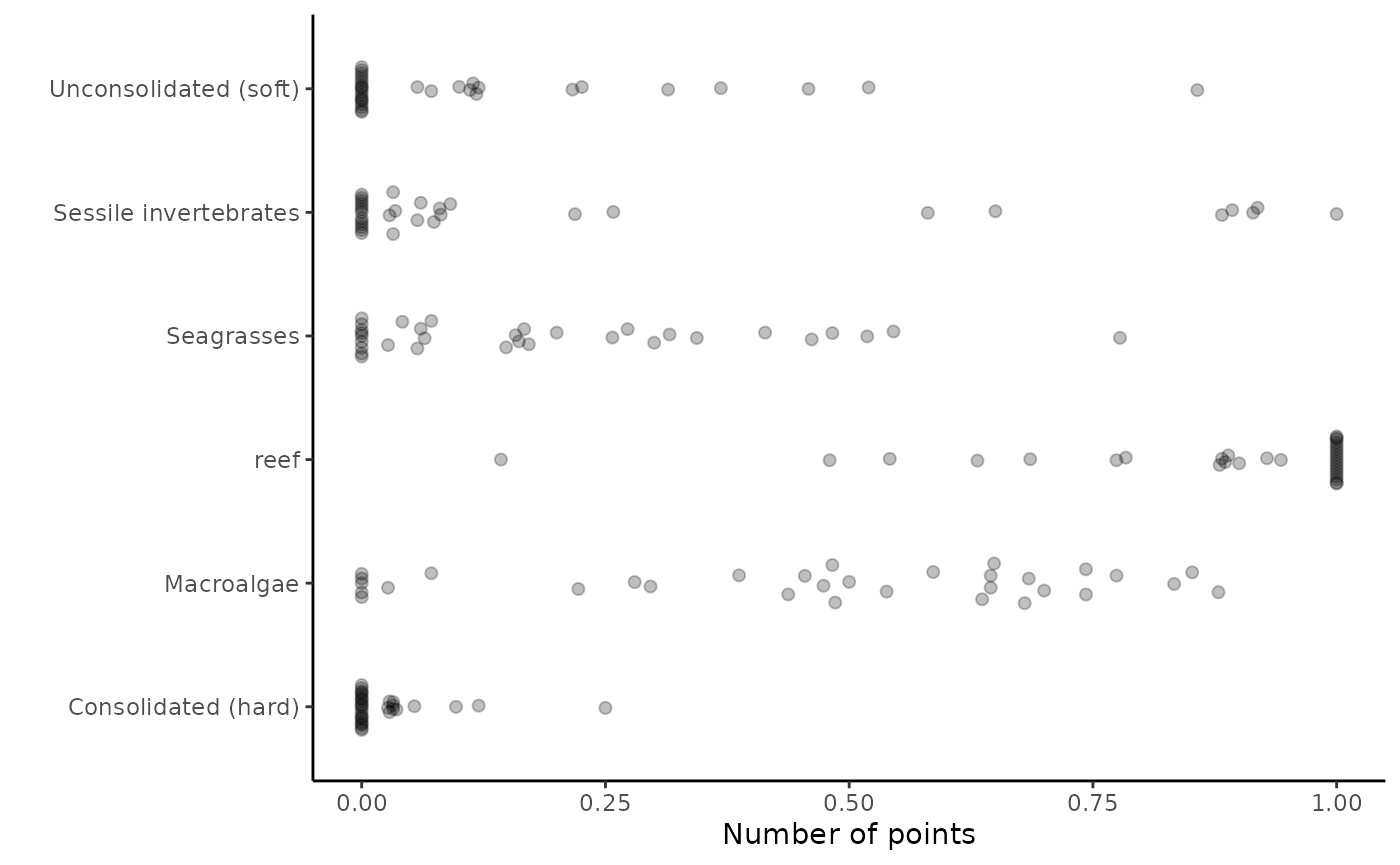 Unconsolidated (soft)
Sessile invertebrates
Seagrasses
reef
Macroalgae
Consolidated (hard)
0.00 0.25 0.50 0.75 1.00
Number of points